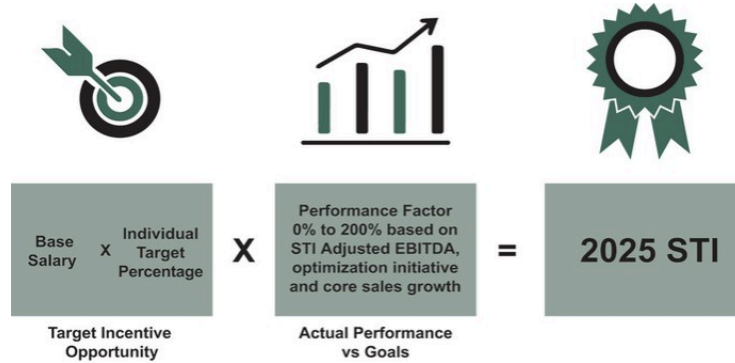 Base
Salary
X
Individual
Target
Percentage
X
Performance Factor
0% to 200% based on
STI Adjusted EBITDA,
optimization initiative
and core sales growth
=
2025 STI
Target Incentive
Opportunity
Actual Performance
vs Goals